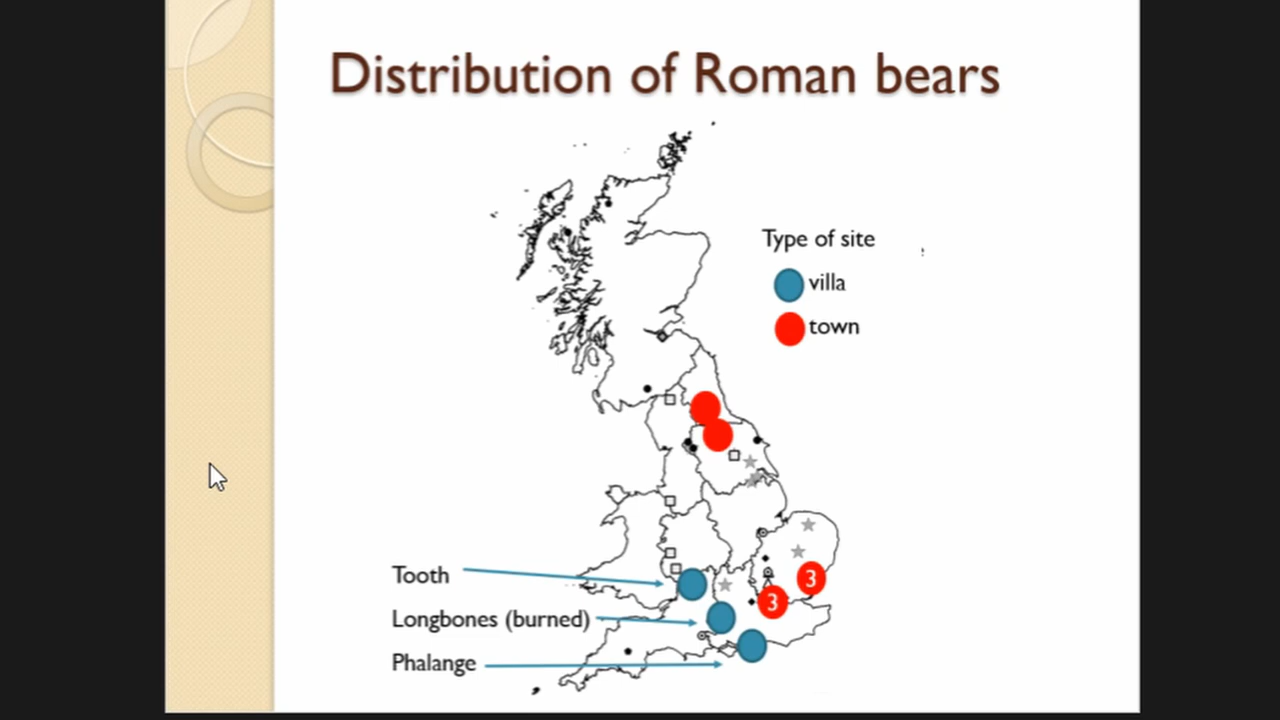 Distribution of Roman bears
Type of site
villa
town
3
3
Tooth
Longbones (burned)
Phalange